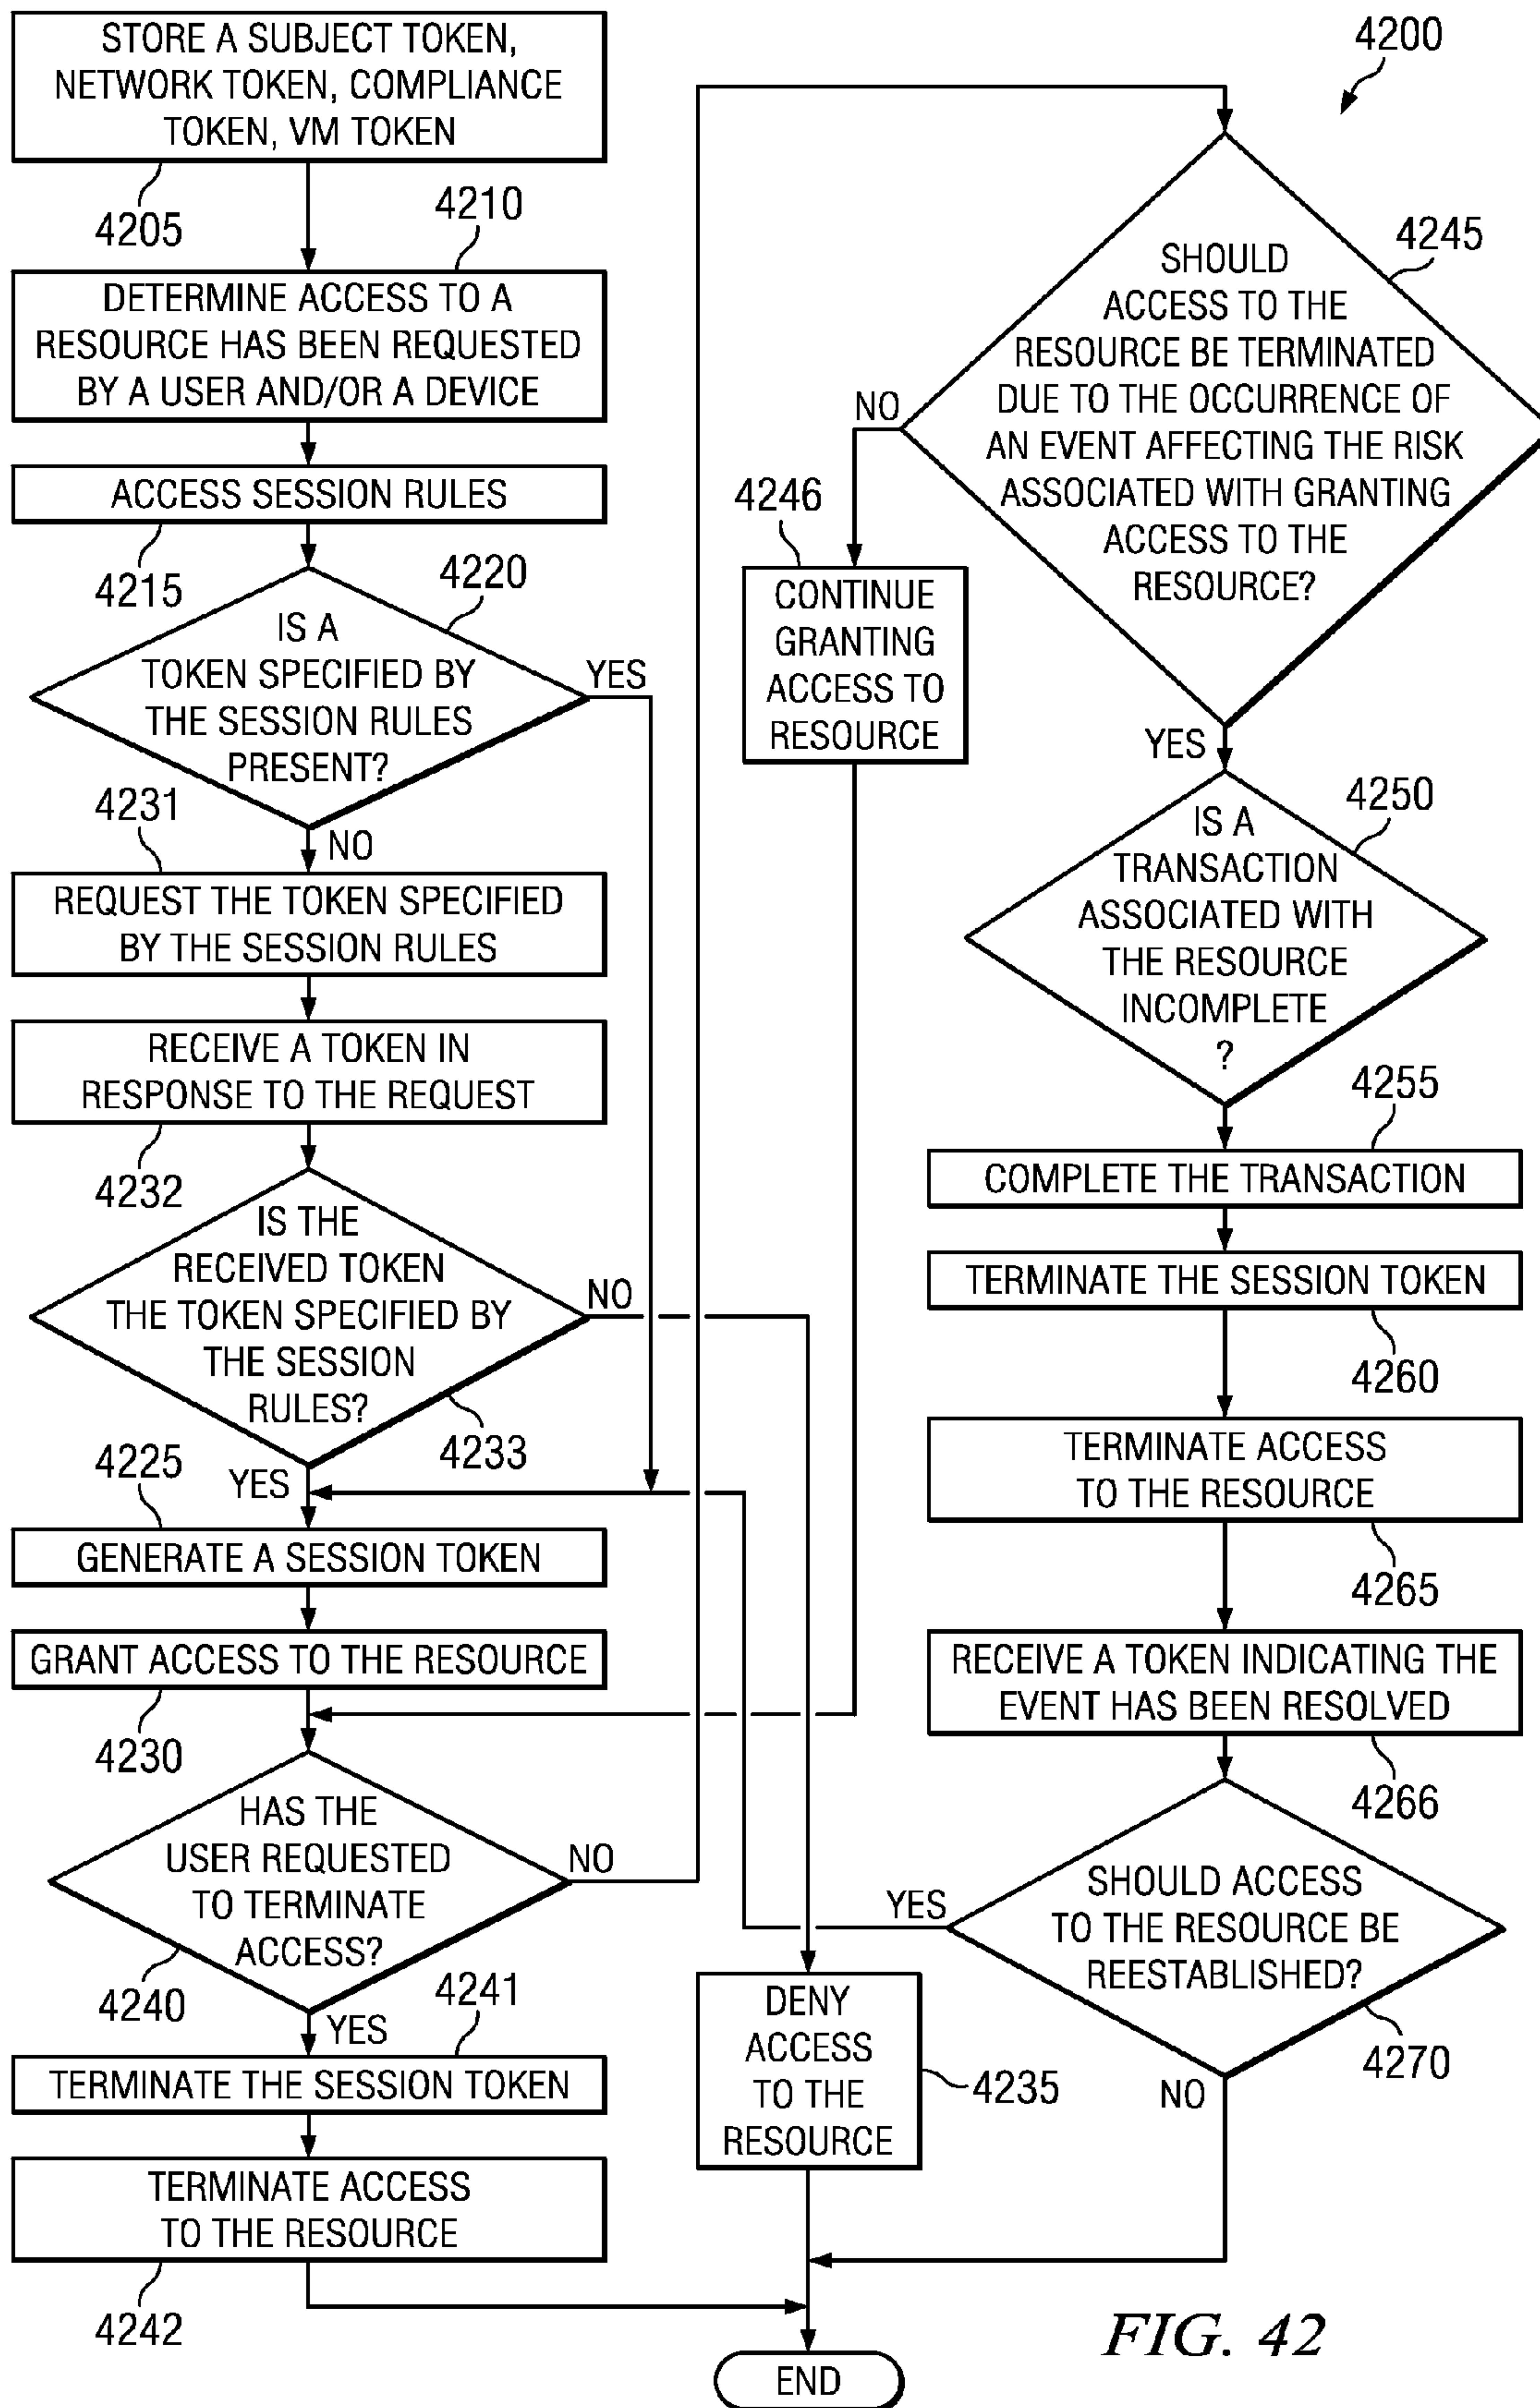 STORE A SUBJECT TOKEN,
NETWORK TOKEN, COMPLIANCE
TOKEN, VM TOKEN
4205
4210
DETERMINE ACCESS TO A
RESOURCE HAS BEEN REQUESTED
BY A USER AND/OR A DEVICE
ACCESS SESSION RULES
4215
4220
IS A
TOKEN SPECIFIED BY
THE SESSION RULES
PRESENT?
YES
4231
NO
REQUEST THE TOKEN SPECIFIED
BY THE SESSION RULES
RECEIVE A TOKEN IN
RESPONSE TO THE REQUEST
4232
IS THE
RECEIVED TOKEN
THE TOKEN SPECIFIED BY
THE SESSION
RULES?
NO
4233
4225
YES
GENERATE A SESSION TOKEN
GRANT ACCESS TO THE RESOURCE
4230
HAS THE
USER REQUESTED
TO TERMINATE
ACCESS?
NO
4240
4241
YES
TERMINATE THE SESSION TOKEN
TERMINATE ACCESS
TO THE RESOURCE
4242
4200
4245
SHOULD
ACCESS TO THE
RESOURCE BE TERMINATED
DUE TO THE OCCURRENCE OF
AN EVENT AFFECTING THE RISK
ASSOCIATED WITH GRANTING
ACCESS TO THE
RESOURCE?
NO
4246
CONTINUE
GRANTING
ACCESS TO
RESOURCE
YES
4250
IS A
TRANSACTION
ASSOCIATED WITH
THE RESOURCE
INCOMPLETE
?
4255
COMPLETE THE TRANSACTION
TERMINATE THE SESSION TOKEN
4260
TERMINATE ACCESS
TO THE RESOURCE
4265
RECEIVE A TOKEN INDICATING THE
EVENT HAS BEEN RESOLVED
4266
SHOULD ACCESS
TO THE RESOURCE BE
REESTABLISHED?
YES
4270
NO
DENY
ACCESS
TO THE
RESOURCE
4235
END
FIG. 42